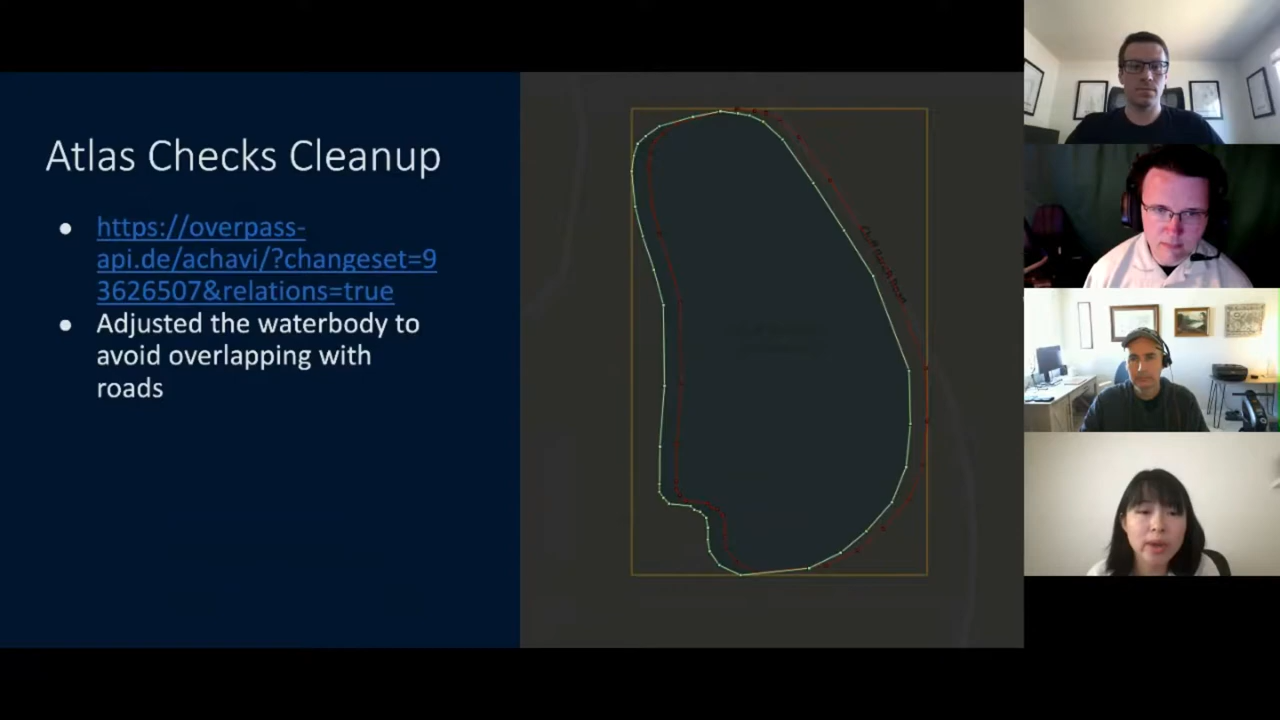 Atlas Checks Cleanup
● https://overpass-
api.de/achavi/?changeset=9
3626507&relations=true
● Adjusted the waterbody to
avoid overlapping with
roads